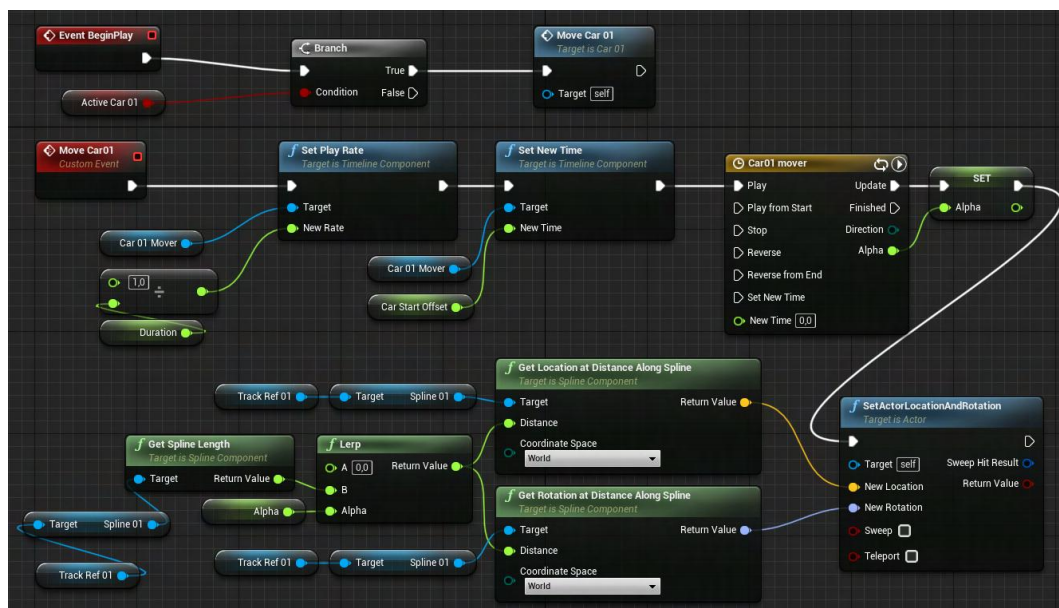 Event BeginPlay
Active Car 01
Branch
True
Condition
False
Move Car 01
Target is Car 01
Target self
Move Car01
Custom Event
Set Play Rate
Target is Timeline Component
Target
New Rate
Car 01 Mover
1,0
÷
Duration
Set New Time
Target is Timeline Component
Target
New Time
Car 01 Mover
Car Start Offset
Car01 mover
Play Update
Play from Start Finished
Stop Direction
Reverse Alpha
Reverse from End
Set New Time
New Time 0,0
SET
Alpha
Track Ref 01
Target Spline 01
Get Location at Distance Along Spline
Target is Spline Component
Target Return Value
Distance
Coordinate Space
World
Get Spline Length
Target is Spline Component
Target Return Value
Target Spline 01
Track Ref 01
Lerp
A 0,0 Return Value
B
Alpha
Alpha
Track Ref 01
Target Spline 01
Get Rotation at Distance Along Spline
Target is Spline Component
Target Return Value
Distance
Coordinate Space
World
SetActorLocationAndRotation
Target is Actor
Target self Sweep Hit Result
New Location Return Value
New Rotation
Sweep
Teleport